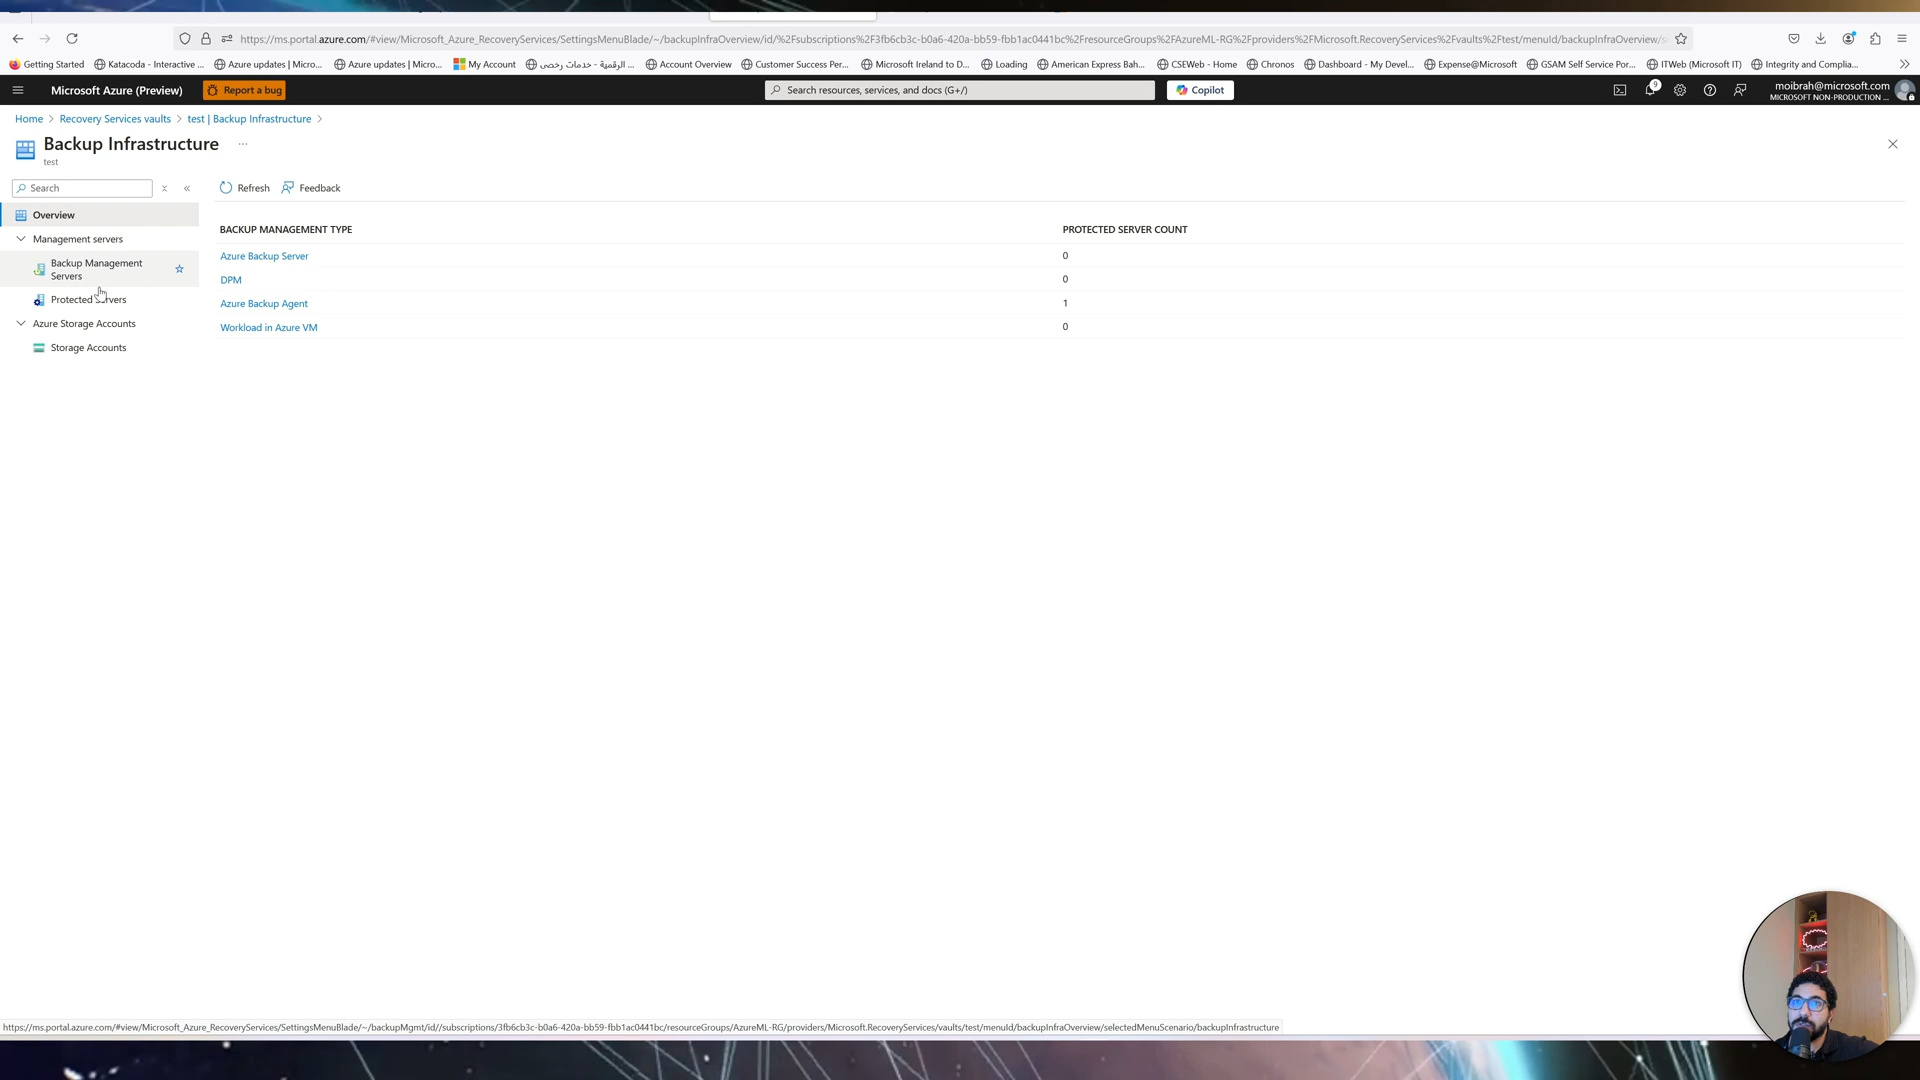 https://ms.portal.azure.com/#view/Microsoft_Azure_RecoveryServices/SettingsMenuBlade/~/backupInfraOverview/id/%2Fsubscriptions%2F3fb6cb3c-b0a6-420a-bb59-fbb1ac0441bc%2FresourceGroups%2FAzureML-RG%2Fproviders%2FMicrosoft.RecoveryServices%2Fvaults%2Ftest/menuId/backupInfraOverview/
Getting Started
Katacoda - Interactive ...
Azure updates | Micro...
Azure updates | Micro...
My Account
الرقمية - خدمات رخصى ...
Account Overview
Customer Success Per...
Microsoft Ireland to D...
Loading
American Express Bah...
CSEWeb - Home
Chronos
Dashboard - My Devel...
Expense@Microsoft
GSAM Self Service Por...
ITWeb (Microsoft IT)
Integrity and Complia...
Microsoft Azure (Preview)
Report a bug
Search resources, services, and docs (G+/)
Copilot
9
moibrah@microsoft.com
MICROSOFT NON-PRODUCTION ...
Home > Recovery Services vaults > test | Backup Infrastructure >
Backup Infrastructure ...
test
Search
Refresh
Feedback
Overview
Management servers
Backup Management
Servers
Protected Servers
Azure Storage Accounts
Storage Accounts
BACKUP MANAGEMENT TYPE PROTECTED SERVER COUNT
Azure Backup Server 0
DPM 0
Azure Backup Agent 1
Workload in Azure VM 0
https://ms.portal.azure.com/#view/Microsoft_Azure_RecoveryServices/SettingsMenuBlade/~/backupMgmt/id//subscriptions/3fb6cb3c-b0a6-420a-bb59-fbb1ac0441bc/resourceGroups/AzureML-RG/providers/Microsoft.RecoveryServices/vaults/test/menuId/backupInfraOverview/selectedMenuScenario/backupInfrastructure